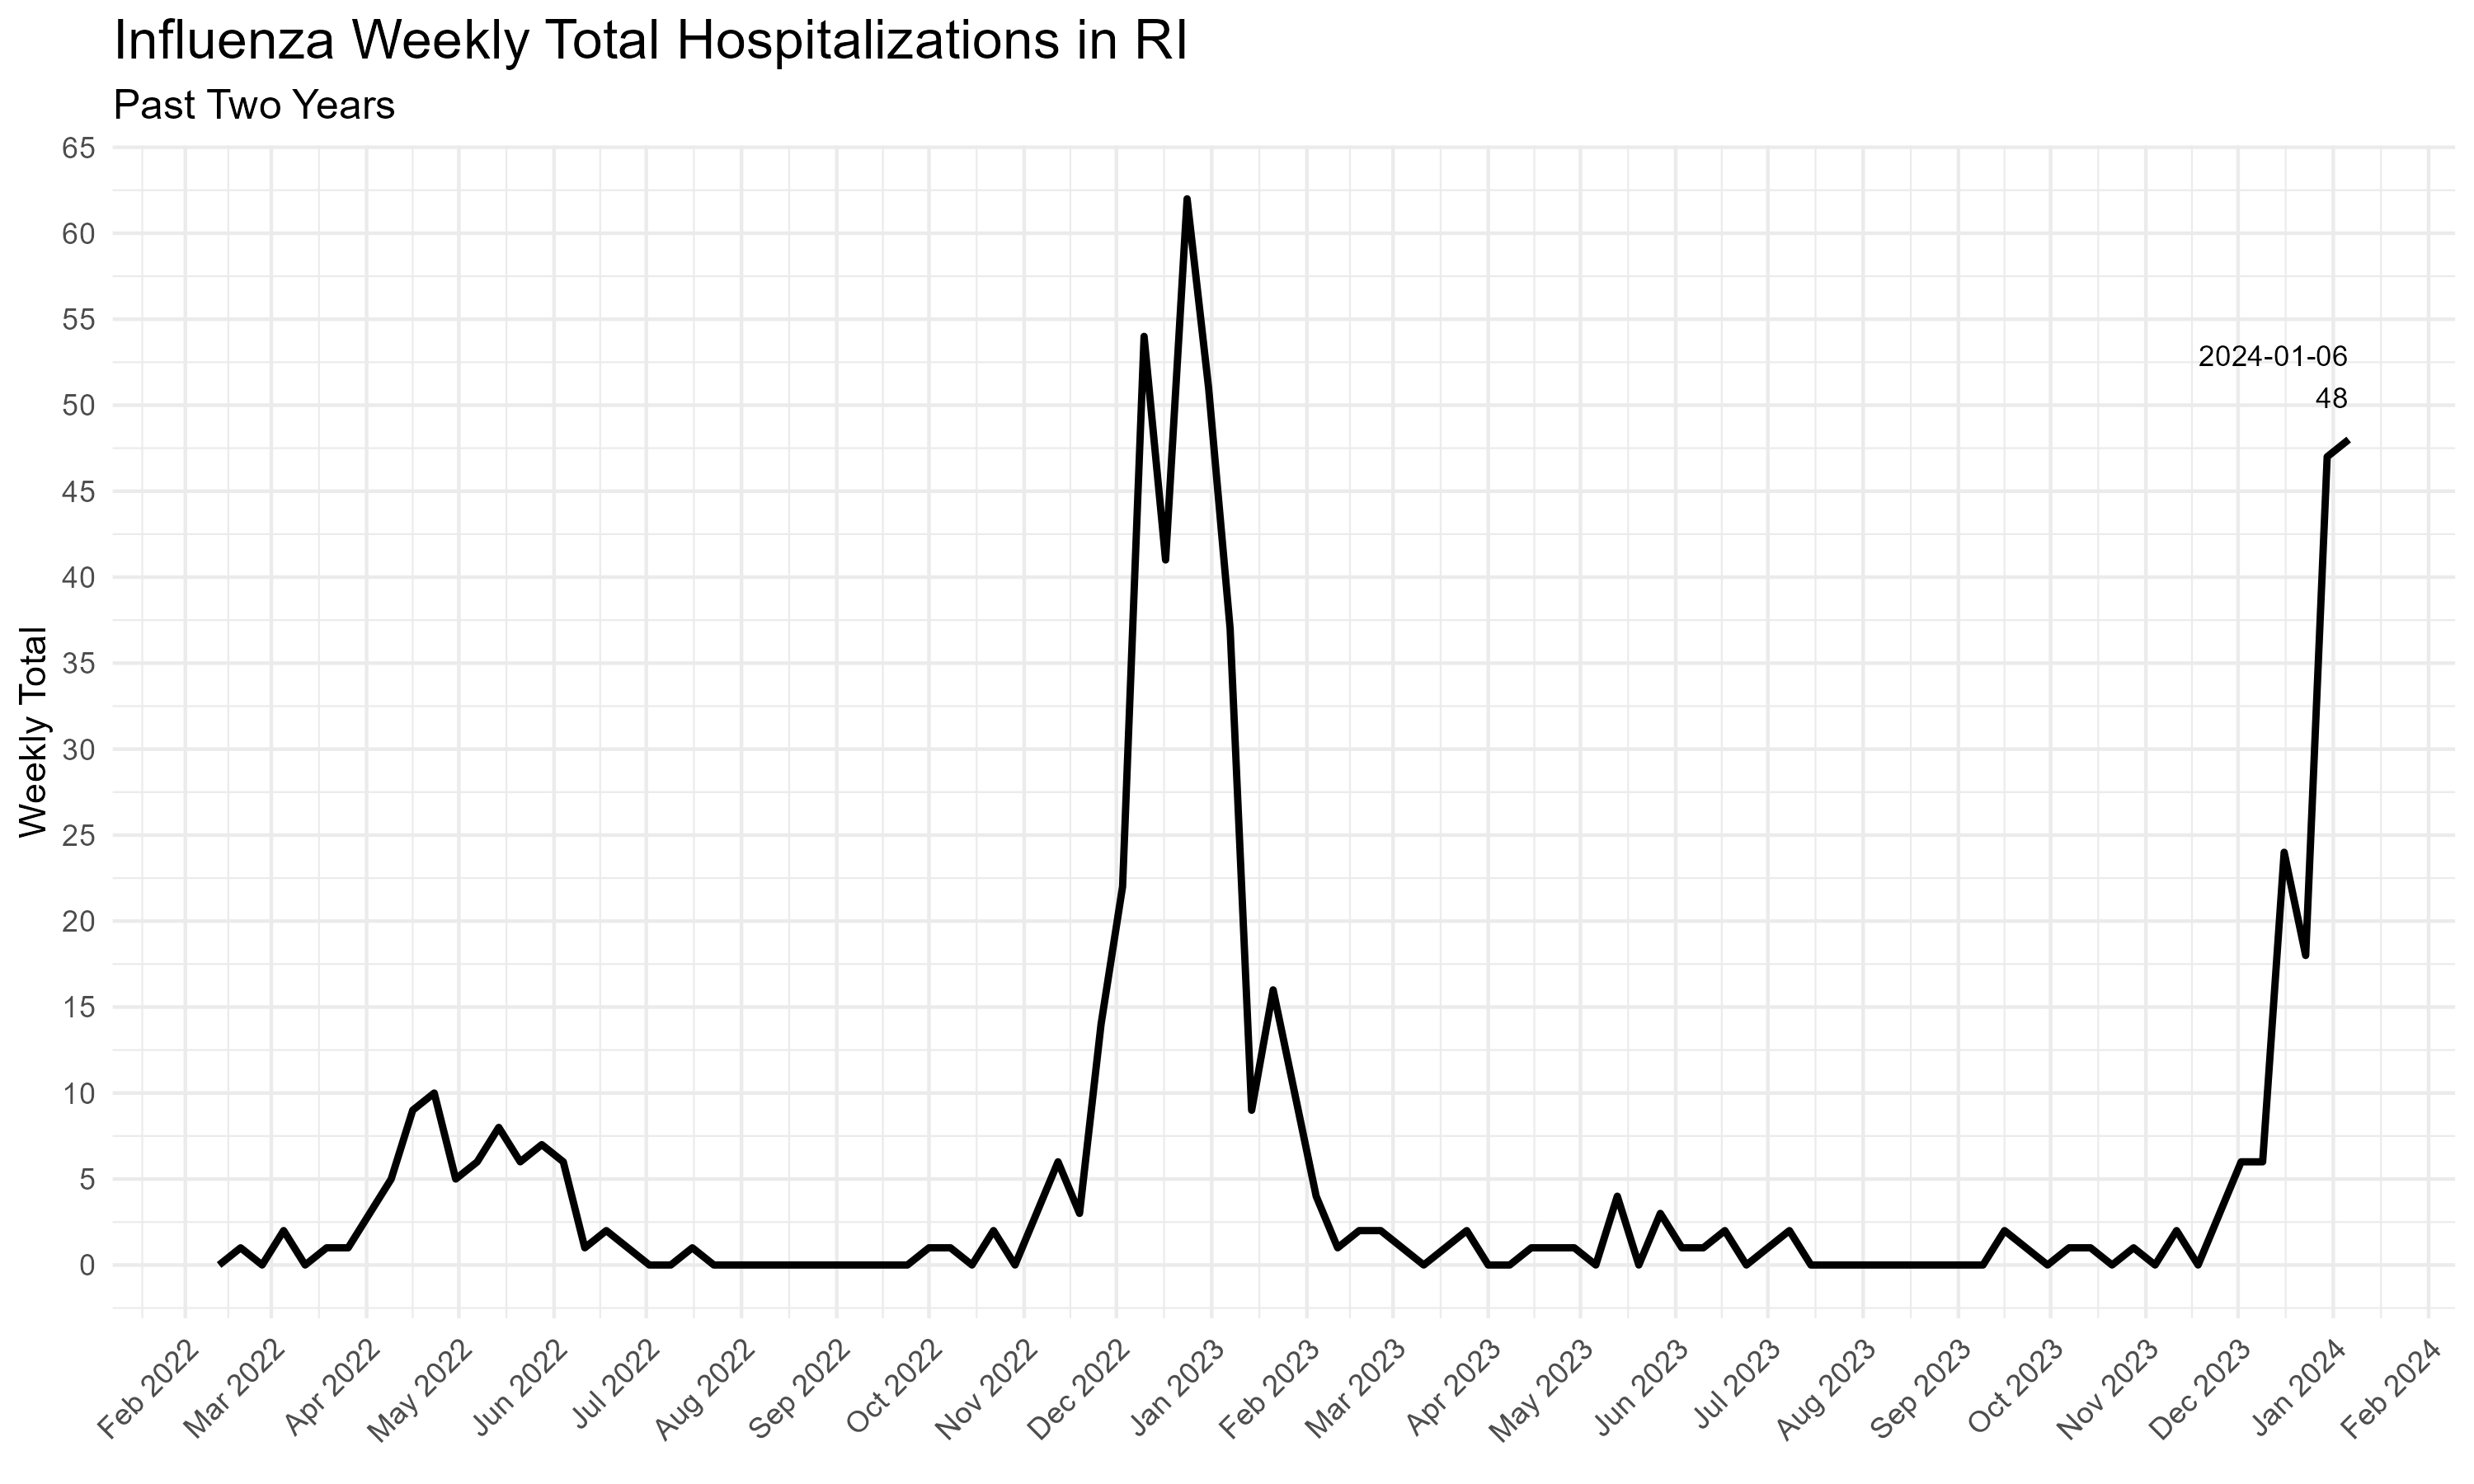 Influenza Weekly Total Hospitalizations in RI
Past Two Years
Weekly Total
65
60
55
50
45
40
35
30
25
20
15
10
5
0
2024-01-06
48
Feb 2022
Mar 2022
Apr 2022
May 2022
Jun 2022
Jul 2022
Aug 2022
Sep 2022
Oct 2022
Nov 2022
Dec 2022
Jan 2023
Feb 2023
Mar 2023
Apr 2023
May 2023
Jun 2023
Jul 2023
Aug 2023
Sep 2023
Oct 2023
Nov 2023
Dec 2023
Jan 2024
Feb 2024